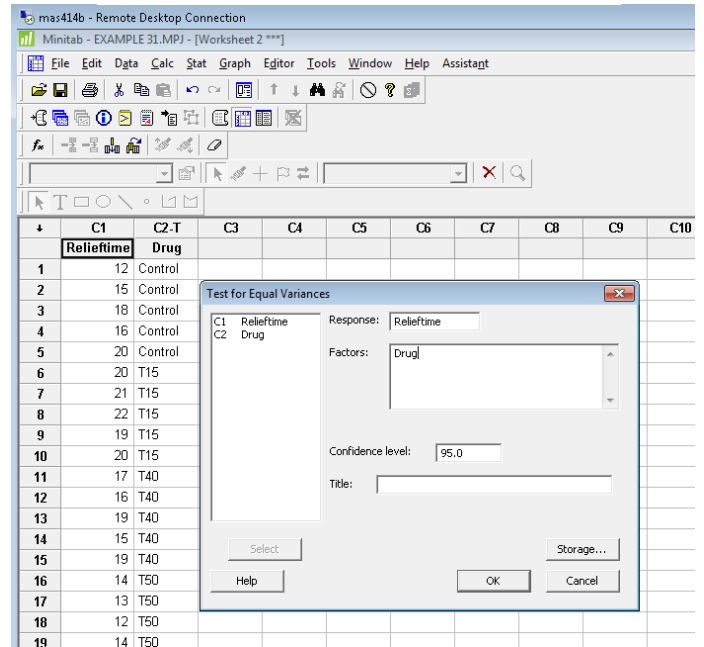 mas414b - Remote Desktop Connection
Minitab - EXAMPLE 31.MPJ - [Worksheet 2 ***]
File Edit Data Calc Stat Graph Editor Tools Window Help Assistant
C1 C2-T C3 C4 C5 C6 C7 C8 C9 C10
Relieftime Drug
1 12 Control
2 15 Control
3 18 Control
4 16 Control
5 20 Control
6 20 T15
7 21 T15
8 22 T15
9 19 T15
10 20 T15
11 17 T40
12 16 T40
13 19 T40
14 15 T40
15 19 T40
16 14 T50
17 13 T50
18 12 T50
19 14 T50
Test for Equal Variances
C1 Relieftime
C2 Drug
Response: Relieftime
Factors: Drug
Confidence level: 95.0
Title:
Select
Storage...
Help
OK
Cancel